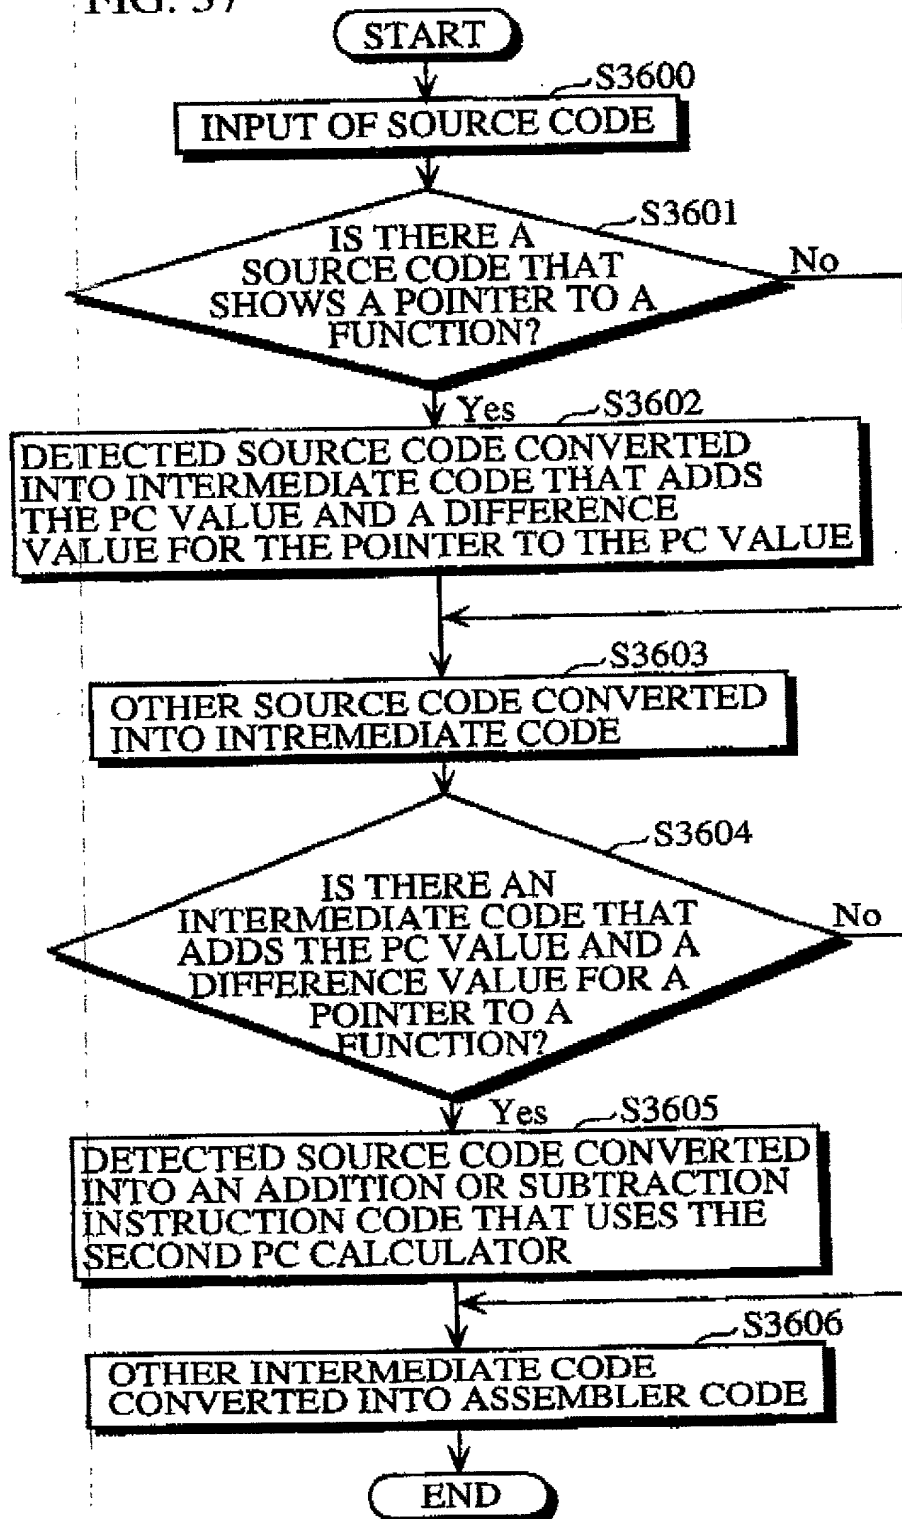 FIG. 37
START
S3600
INPUT OF SOURCE CODE
S3601
IS THERE A
SOURCE CODE THAT
SHOWS A POINTER TO A
FUNCTION?
No
Yes
S3602
DETECTED SOURCE CODE CONVERTED
INTO INTERMEDIATE CODE THAT ADDS
THE PC VALUE AND A DIFFERENCE
VALUE FOR THE POINTER TO THE PC VALUE
S3603
OTHER SOURCE CODE CONVERTED
INTO INTREMEDIATE CODE
S3604
IS THERE AN
INTERMEDIATE CODE THAT
ADDS THE PC VALUE AND A
DIFFERENCE VALUE FOR A
POINTER TO A
FUNCTION?
No
Yes
S3605
DETECTED SOURCE CODE CONVERTED
INTO AN ADDITION OR SUBTRACTION
INSTRUCTION CODE THAT USES THE
SECOND PC CALCULATOR
S3606
OTHER INTERMEDIATE CODE
CONVERTED INTO ASSEMBLER CODE
END